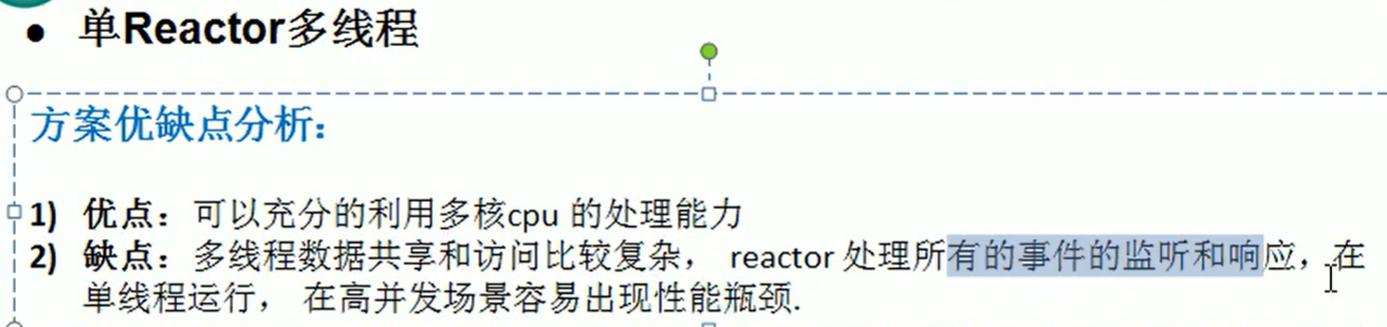 ● 单Reactor多线程
方案优缺点分析：
1) 优点：可以充分的利用多核cpu 的处理能力
2) 缺点：多线程数据共享和访问比较复杂， reactor 处理所有的事件的监听和响应，在
单线程运行， 在高并发场景容易出现性能瓶颈.